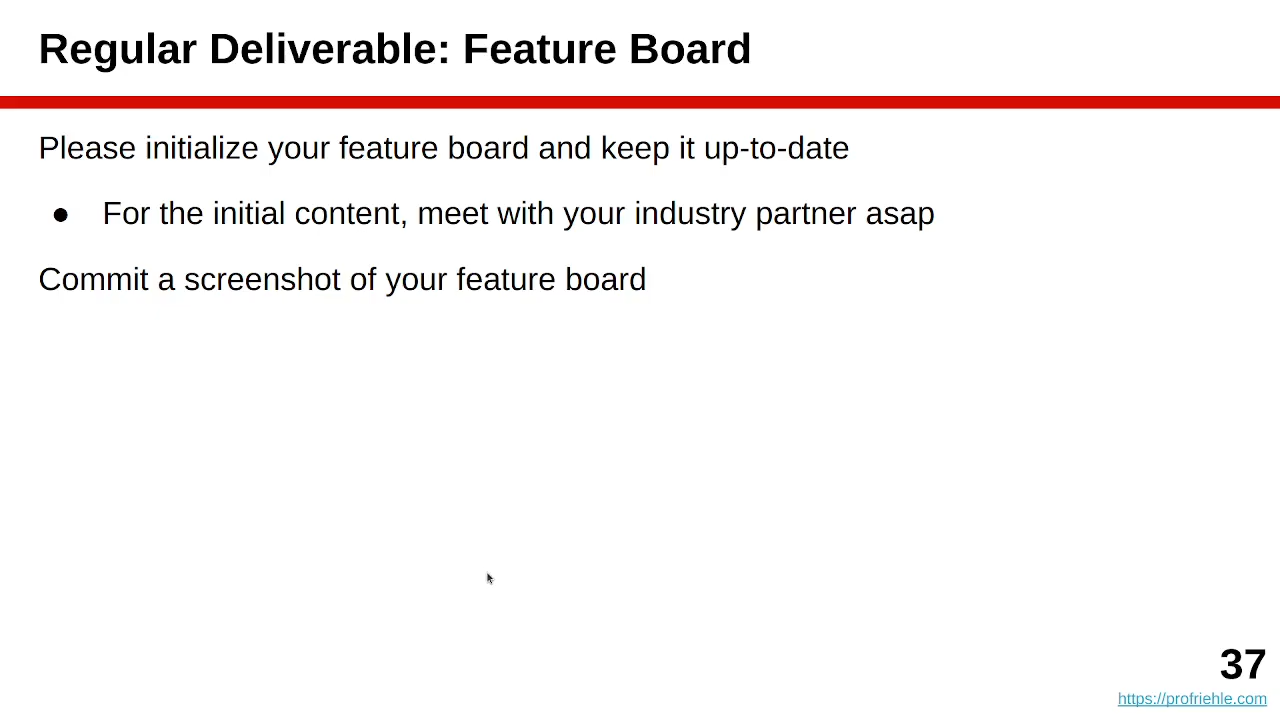 Regular Deliverable: Feature Board
Please initialize your feature board and keep it up-to-date
● For the initial content, meet with your industry partner asap
Commit a screenshot of your feature board
37
https://profriehle.com